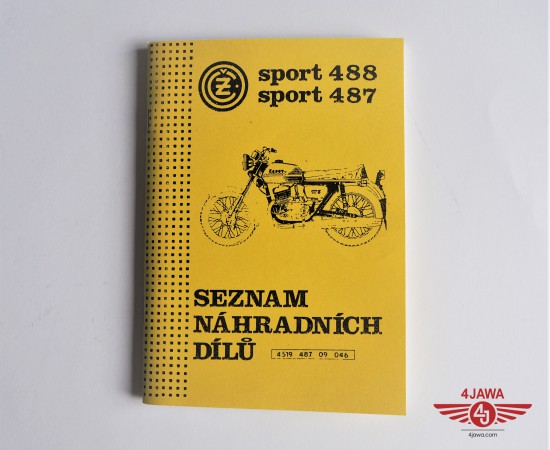 ČZ
sport 488
sport 487
SEZNAM
NÁHRADNÍCH
DÍLŮ
4519 487 09 046
4JAWA
4J
4jawa.com